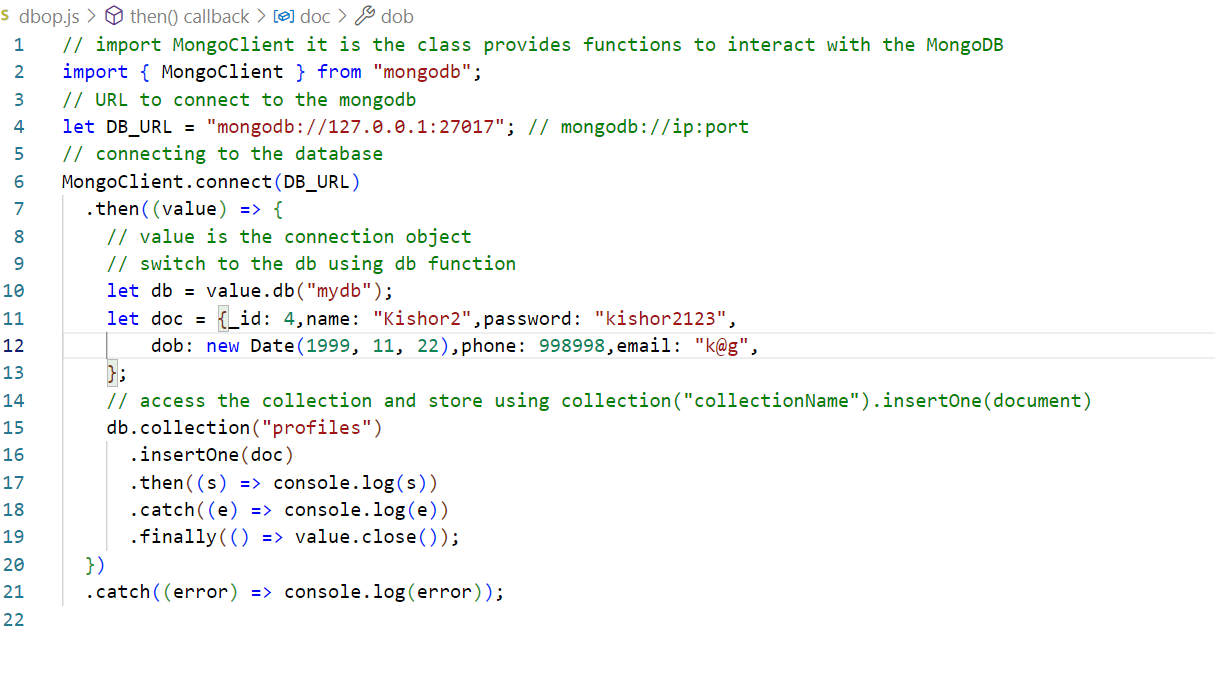 dbop.js > then() callback > doc > dob
1 // import MongoClient it is the class provides functions to interact with the MongoDB
2 import { MongoClient } from "mongodb";
3 // URL to connect to the mongodb
4 let DB_URL = "mongodb://127.0.0.1:27017"; // mongodb://ip:port
5 // connecting to the database
6 MongoClient.connect(DB_URL)
7   .then((value) => {
8     // value is the connection object
9     // switch to the db using db function
10     let db = value.db("mydb");
11     let doc = {_id: 4,name: "Kishor2",password: "kishor2123",
12         dob: new Date(1999, 11, 22),phone: 998998,email: "k@g",
13     };
14     // access the collection and store using collection("collectionName").insertOne(document)
15     db.collection("profiles")
16       .insertOne(doc)
17       .then((s) => console.log(s))
18       .catch((e) => console.log(e))
19       .finally(() => value.close());
20   })
21   .catch((error) => console.log(error));
22